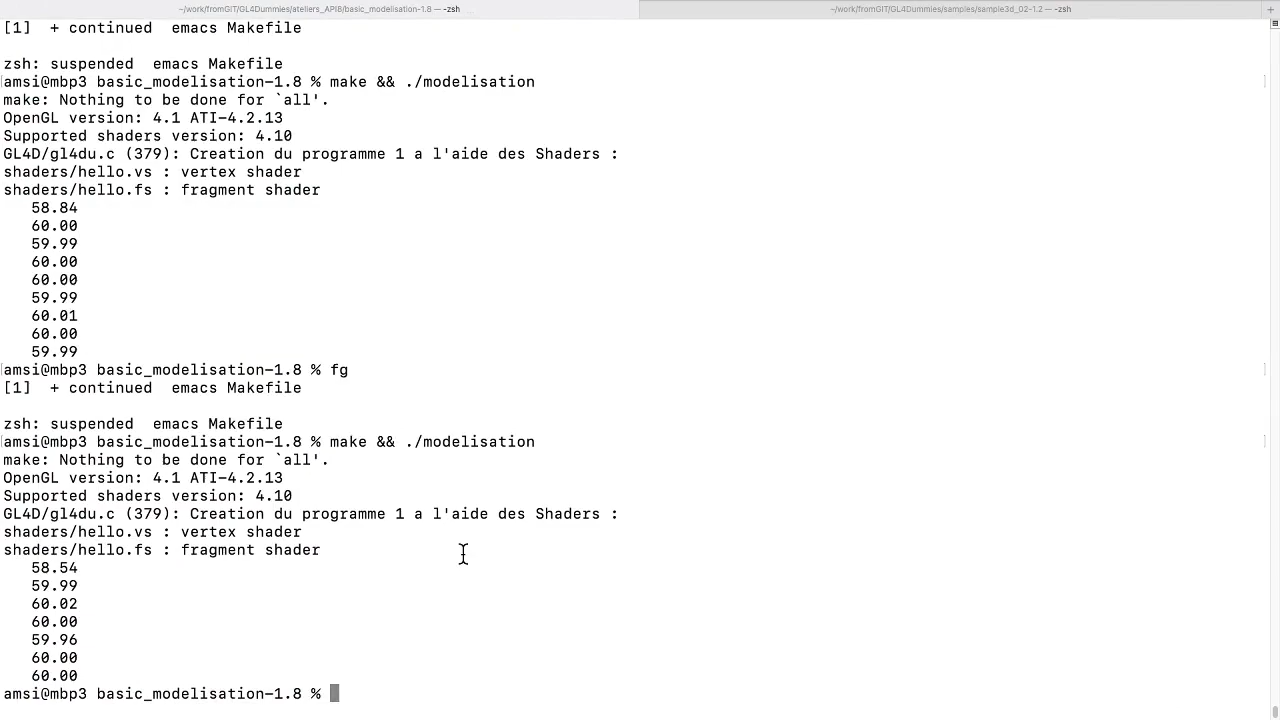 ~/work/fromGIT/GL4Dummies/ateliers_API8/basic_modelisation-1.8 — -zsh
~/work/fromGIT/GL4Dummies/samples/sample3d_02-1.2 — -zsh
[1]  + continued  emacs Makefile
zsh: suspended  emacs Makefile
amsi@mbp3 basic_modelisation-1.8 % make && ./modelisation
make: Nothing to be done for `all'.
OpenGL version: 4.1 ATI-4.2.13
Supported shaders version: 4.10
GL4D/gl4du.c (379): Creation du programme 1 a l'aide des Shaders :
shaders/hello.vs : vertex shader
shaders/hello.fs : fragment shader
58.84
60.00
59.99
60.00
60.00
59.99
60.01
60.00
59.99
amsi@mbp3 basic_modelisation-1.8 % fg
[1]  + continued  emacs Makefile
zsh: suspended  emacs Makefile
amsi@mbp3 basic_modelisation-1.8 % make && ./modelisation
make: Nothing to be done for `all'.
OpenGL version: 4.1 ATI-4.2.13
Supported shaders version: 4.10
GL4D/gl4du.c (379): Creation du programme 1 a l'aide des Shaders :
shaders/hello.vs : vertex shader
shaders/hello.fs : fragment shader
58.54
59.99
60.02
60.00
59.96
60.00
60.00
amsi@mbp3 basic_modelisation-1.8 %